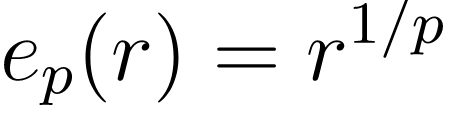 e_p(r) = r^{1/p}